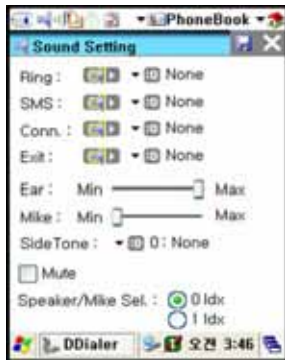 PhoneBook
Sound Setting
Ring : None
SMS : None
Conn. : None
Exit : None
Ear : Min Max
Mike : Min Max
SideTone : 0 : None
Mute
Speaker/Mike Sel. : 0 Idx
1 Idx
DDialer 오전 3:46